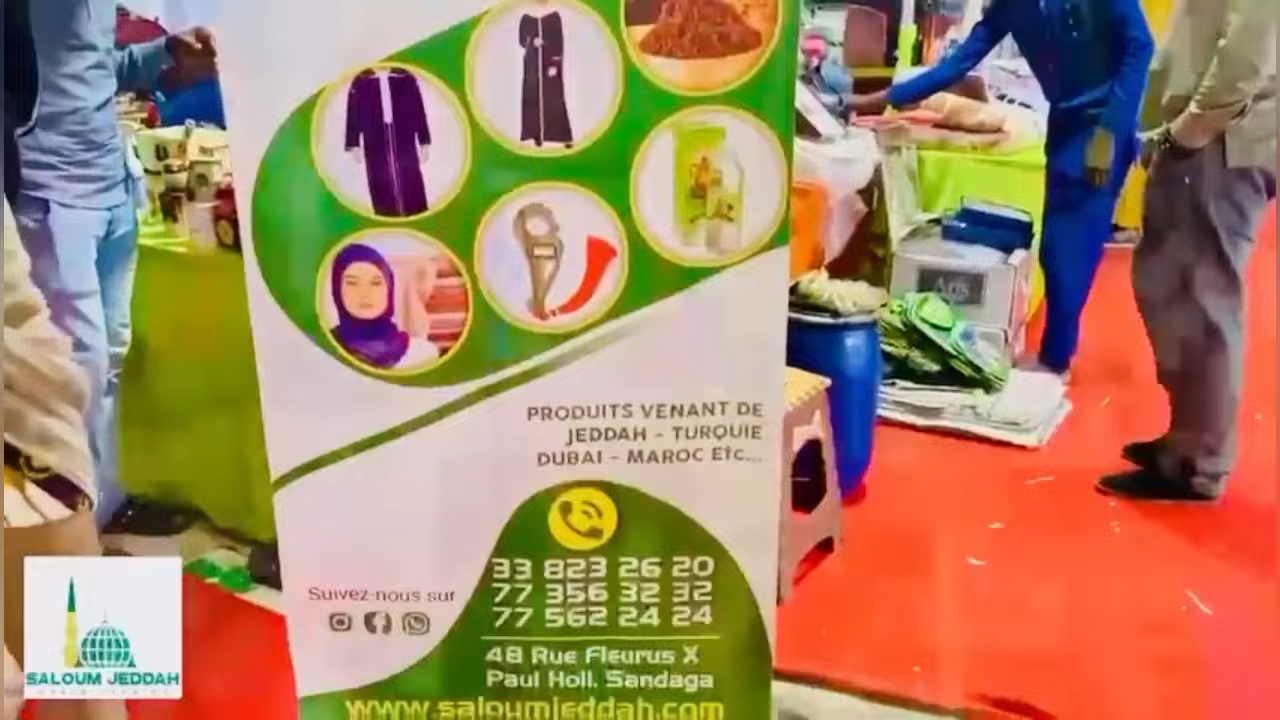 PRODUITS VENANT DE
JEDDAH - TURQUIE
DUBAI - MAROC Etc...
33 823 26 20
77 356 32 32
77 562 24 24
Suivez-nous sur
48 Rue Fleurus X
Paul Holl. Sandaga
www.saloumjeddah.com
SALOUM JEDDAH